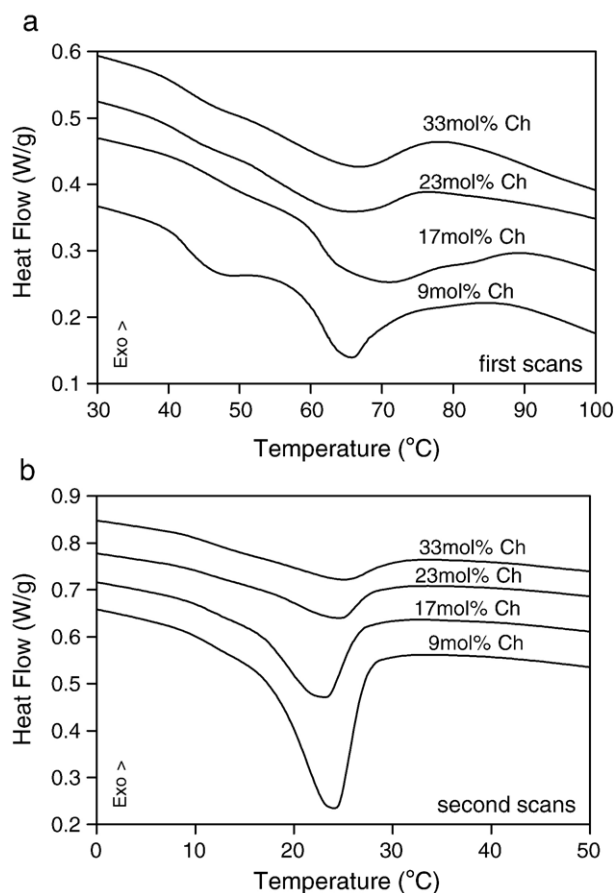 a
0.6
0.5
0.4
0.3
0.2
0.1
Heat Flow (W/g)
Exo >
33mol% Ch
23mol% Ch
17mol% Ch
9mol% Ch
first scans
30 40 50 60 70 80 90 100
Temperature (°C)
b
0.9
0.8
0.7
0.6
0.5
0.4
0.3
0.2
Heat Flow (W/g)
Exo >
33mol% Ch
23mol% Ch
17mol% Ch
9mol% Ch
second scans
0 10 20 30 40 50
Temperature (°C)